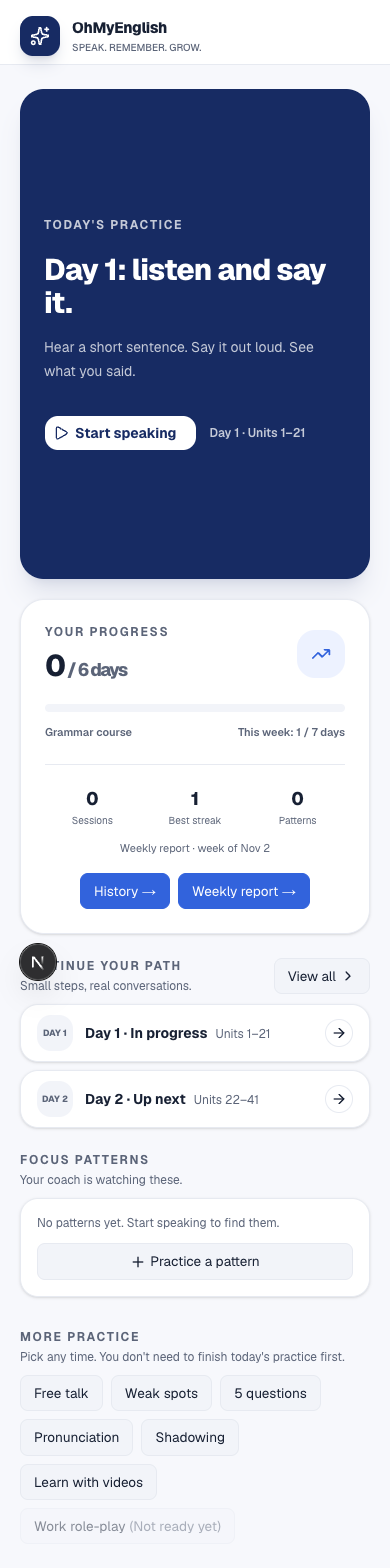 OhMyEnglish
SPEAK. REMEMBER. GROW.
TODAY'S PRACTICE
Day 1: listen and say
it.
Hear a short sentence. Say it out loud. See
what you said.
Start speaking
Day 1 · Units 1–21
YOUR PROGRESS
0 / 6 days
Grammar course
This week: 1 / 7 days
0
1
0
Sessions
Best streak
Patterns
Weekly report · week of Nov 2
History →
Weekly report →
N
TINUE YOUR PATH
Small steps, real conversations.
View all
DAY 1
Day 1 · In progress Units 1–21
DAY 2
Day 2 · Up next Units 22–41
FOCUS PATTERNS
Your coach is watching these.
No patterns yet. Start speaking to find them.
+ Practice a pattern
MORE PRACTICE
Pick any time. You don't need to finish today's practice first.
Free talk
Weak spots
5 questions
Pronunciation
Shadowing
Learn with videos
Work role-play (Not ready yet)